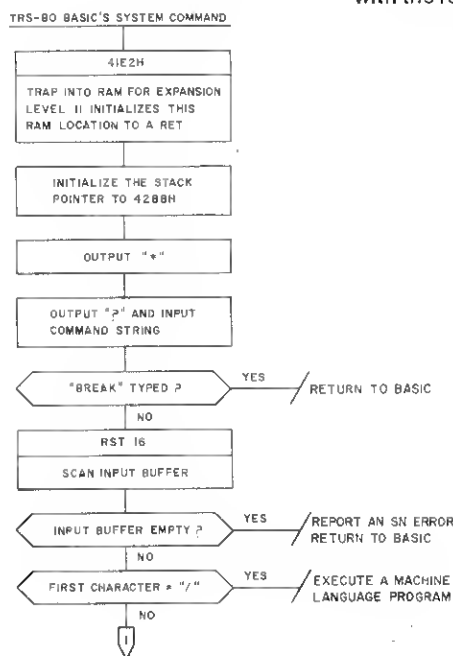 TRS-80 BASIC'S SYSTEM COMMAND
41E2H
TRAP INTO RAM FOR EXPANSION
LEVEL II INITIALIZES THIS
RAM LOCATION TO A RET
INITIALIZE THE STACK
POINTER TO 4288H
OUTPUT "*"
OUTPUT "?" AND INPUT
COMMAND STRING
"BREAK" TYPED ?
YES
RETURN TO BASIC
NO
RST 16
SCAN INPUT BUFFER
INPUT BUFFER EMPTY ?
YES
REPORT AN SN ERROR
RETURN TO BASIC
NO
FIRST CHARACTER = "/"
YES
EXECUTE A MACHINE
LANGUAGE PROGRAM
NO
1